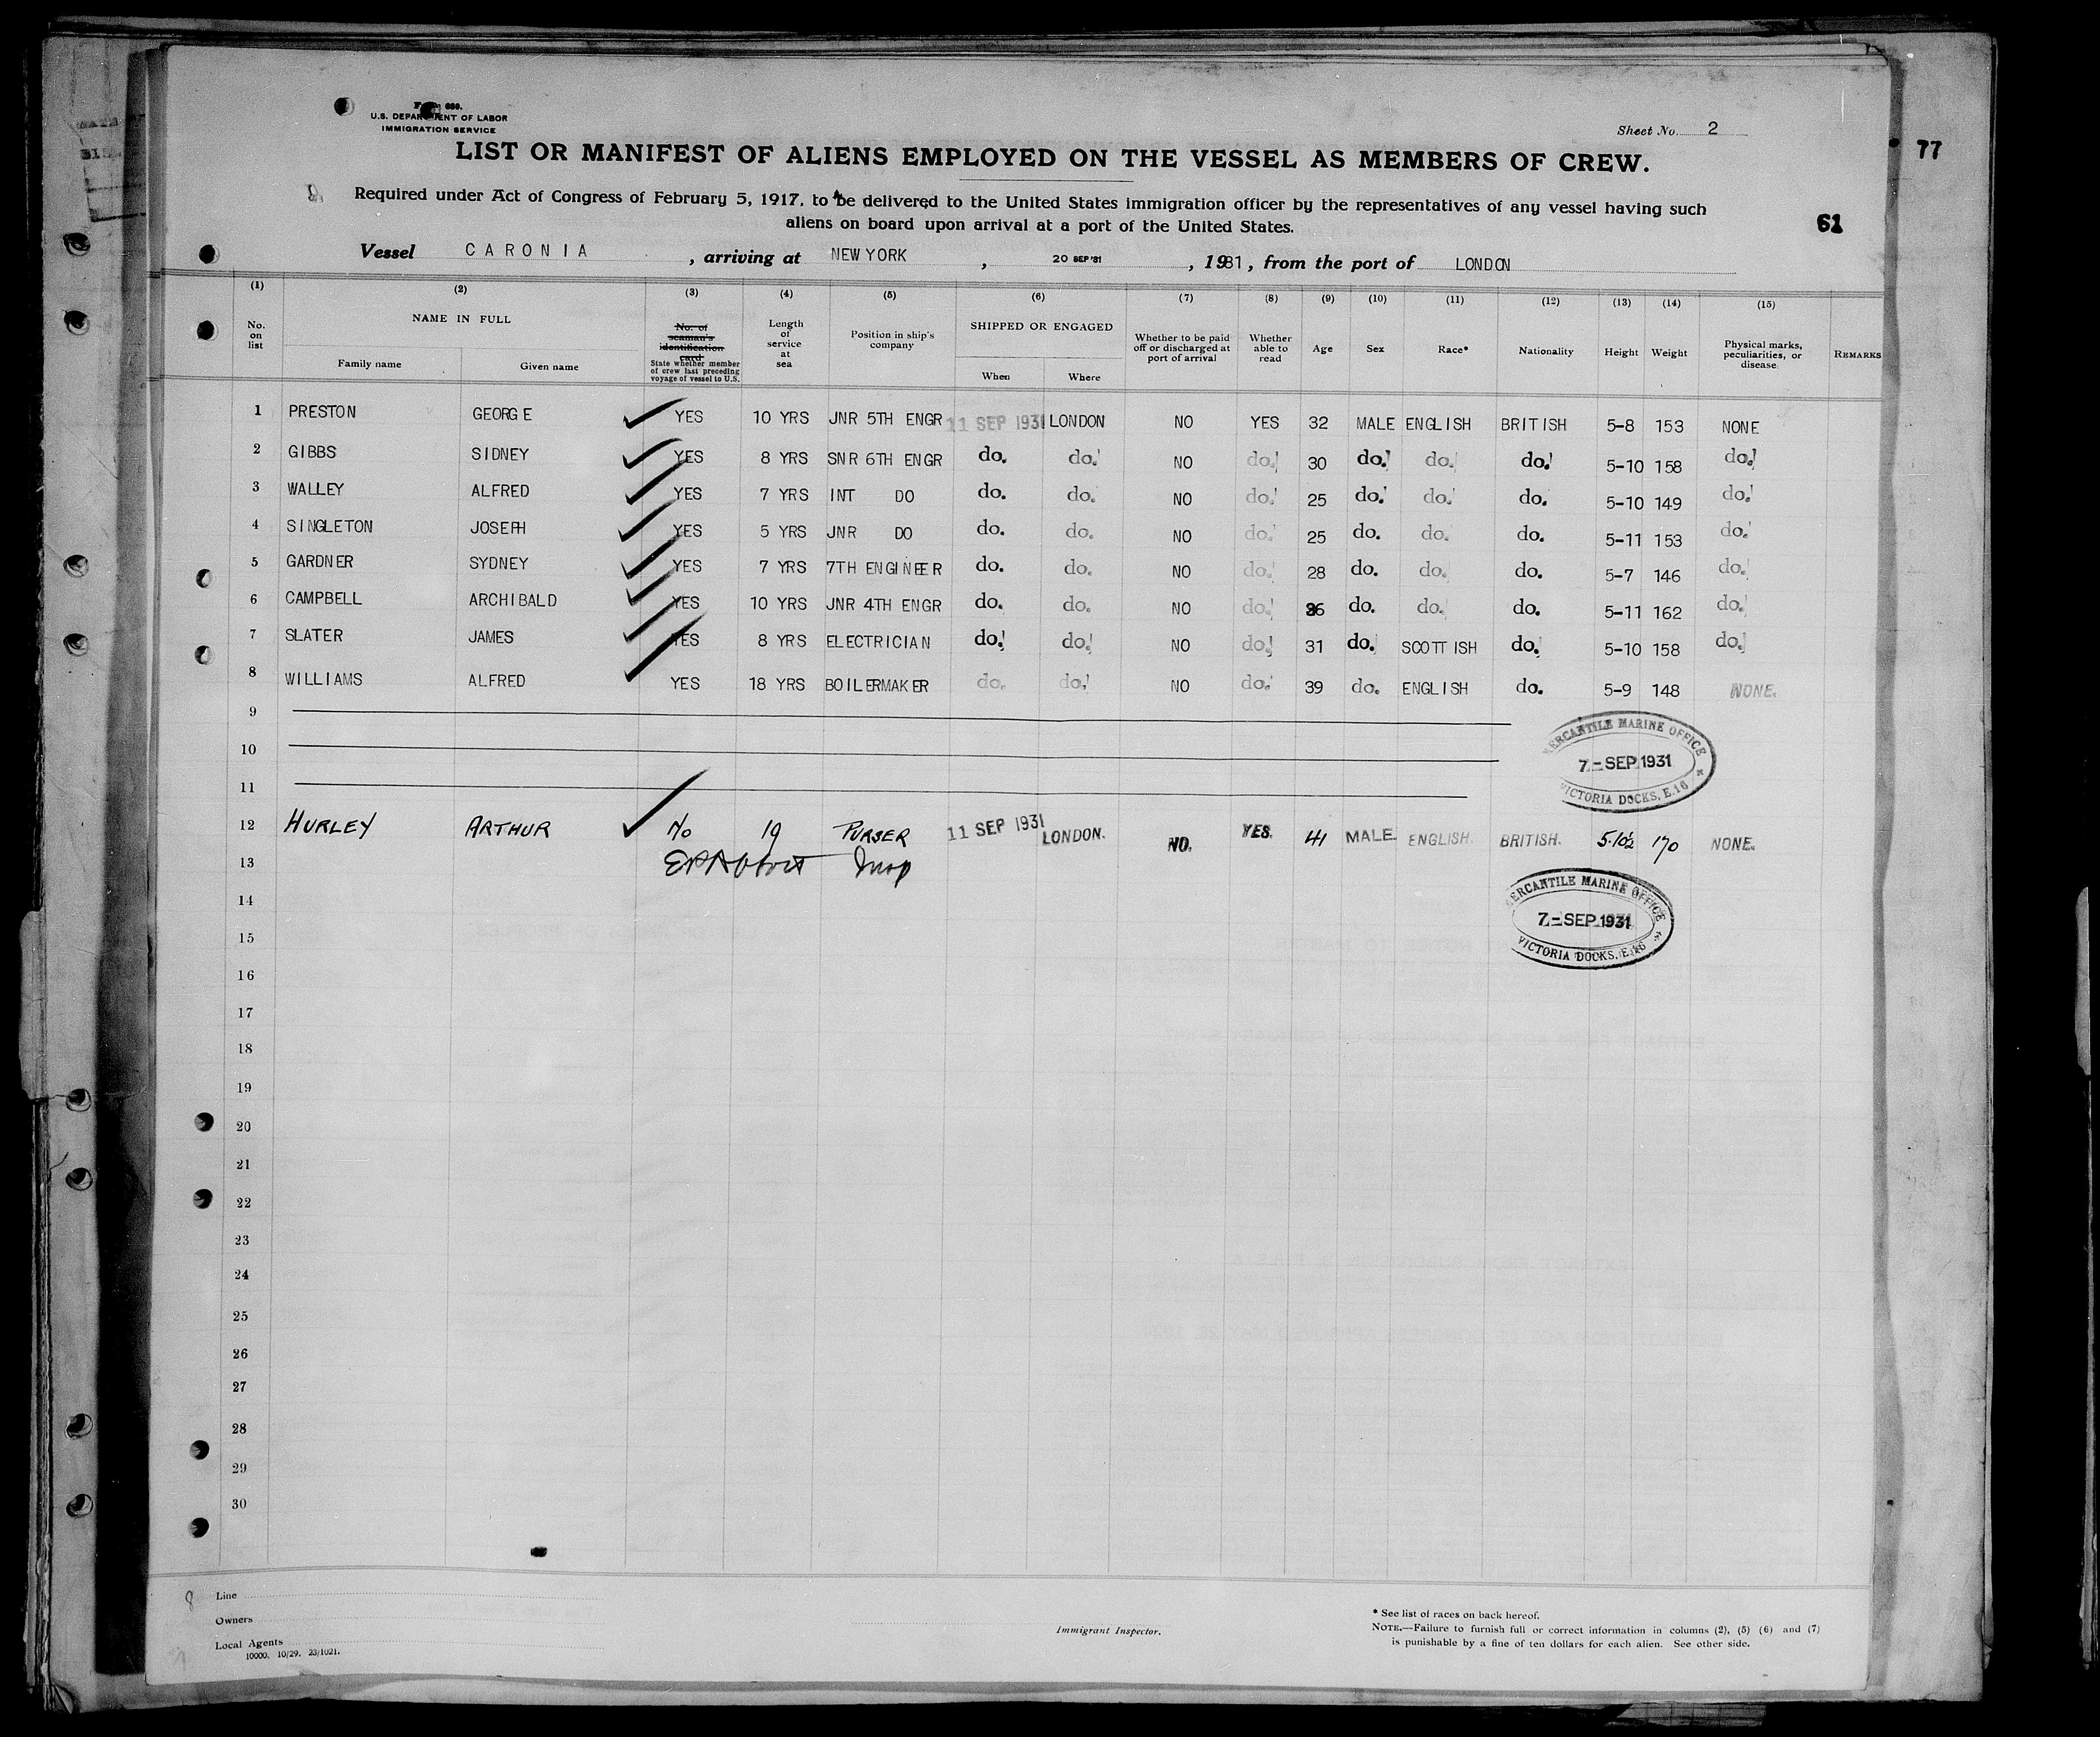 Form 689.
U.S. DEPARTMENT OF LABOR
IMMIGRATION SERVICE
Sheet No. 2
77
LIST OR MANIFEST OF ALIENS EMPLOYED ON THE VESSEL AS MEMBERS OF CREW.
Required under Act of Congress of February 5, 1917, to be delivered to the United States immigration officer by the representatives of any vessel having such
aliens on board upon arrival at a port of the United States.
61
Vessel CARONIA, arriving at NEW YORK, 20 SEP '31, 1931, from the port of LONDON
(1) (2) (3) (4) (5) (6) (7) (8) (9) (10) (11) (12) (13) (14) (15)
No. on list
NAME IN FULL
Family name Given name
No. of seaman's identification card
State whether member of crew last preceding voyage of vessel to U.S.
Length of service at sea
Position in ship's company
SHIPPED OR ENGAGED
When Where
Whether to be paid off or discharged at port of arrival
Whether able to read
Age
Sex
Race*
Nationality
Height
Weight
Physical marks, peculiarities, or disease
REMARKS
1 PRESTON GEORGE YES 10 YRS JNR 5TH ENGR 11 SEP 1931 LONDON NO YES 32 MALE ENGLISH BRITISH 5-8 153 NONE
2 GIBBS SIDNEY YES 8 YRS SNR 6TH ENGR do. do. NO do. 30 do. do. do. 5-10 158 do.
3 WALLEY ALFRED YES 7 YRS INT DO do. do. NO do. 25 do. do. do. 5-10 149 do.
4 SINGLETON JOSEPH YES 5 YRS JNR DO do. do. NO do. 25 do. do. do. 5-11 153 do.
5 GARDNER SYDNEY YES 7 YRS 7TH ENGINEER do. do. NO do. 28 do. do. do. 5-7 146 do.
6 CAMPBELL ARCHIBALD YES 10 YRS JNR 4TH ENGR do. do. NO do. 36 do. do. do. 5-11 162 do.
7 SLATER JAMES YES 8 YRS ELECTRICIAN do. do. NO do. 31 do. SCOTTISH do. 5-10 158 do.
8 WILLIAMS ALFRED YES 18 YRS BOILERMAKER do. do. NO do. 39 do. ENGLISH do. 5-9 148 NONE.
9
10
11
MERCANTILE MARINE OFFICE
7-SEP 1931
VICTORIA DOCKS. E.16
12 HURLEY ARTHUR No 19 PURSER 11 SEP 1931 LONDON. NO. YES. 41 MALE. ENGLISH. BRITISH. 5.10½ 170 NONE.
13
MERCANTILE MARINE OFFICE
7-SEP 1931
VICTORIA DOCKS. E.16
14
15
16
17
18
19
20
21
22
23
24
25
26
27
28
29
30
Line
Owners
Local Agents
10000. 10/29. 23/1021.
Immigrant Inspector.
* See list of races on back hereof.
NOTE.—Failure to furnish full or correct information in columns (2), (5) (6) and (7)
is punishable by a fine of ten dollars for each alien. See other side.